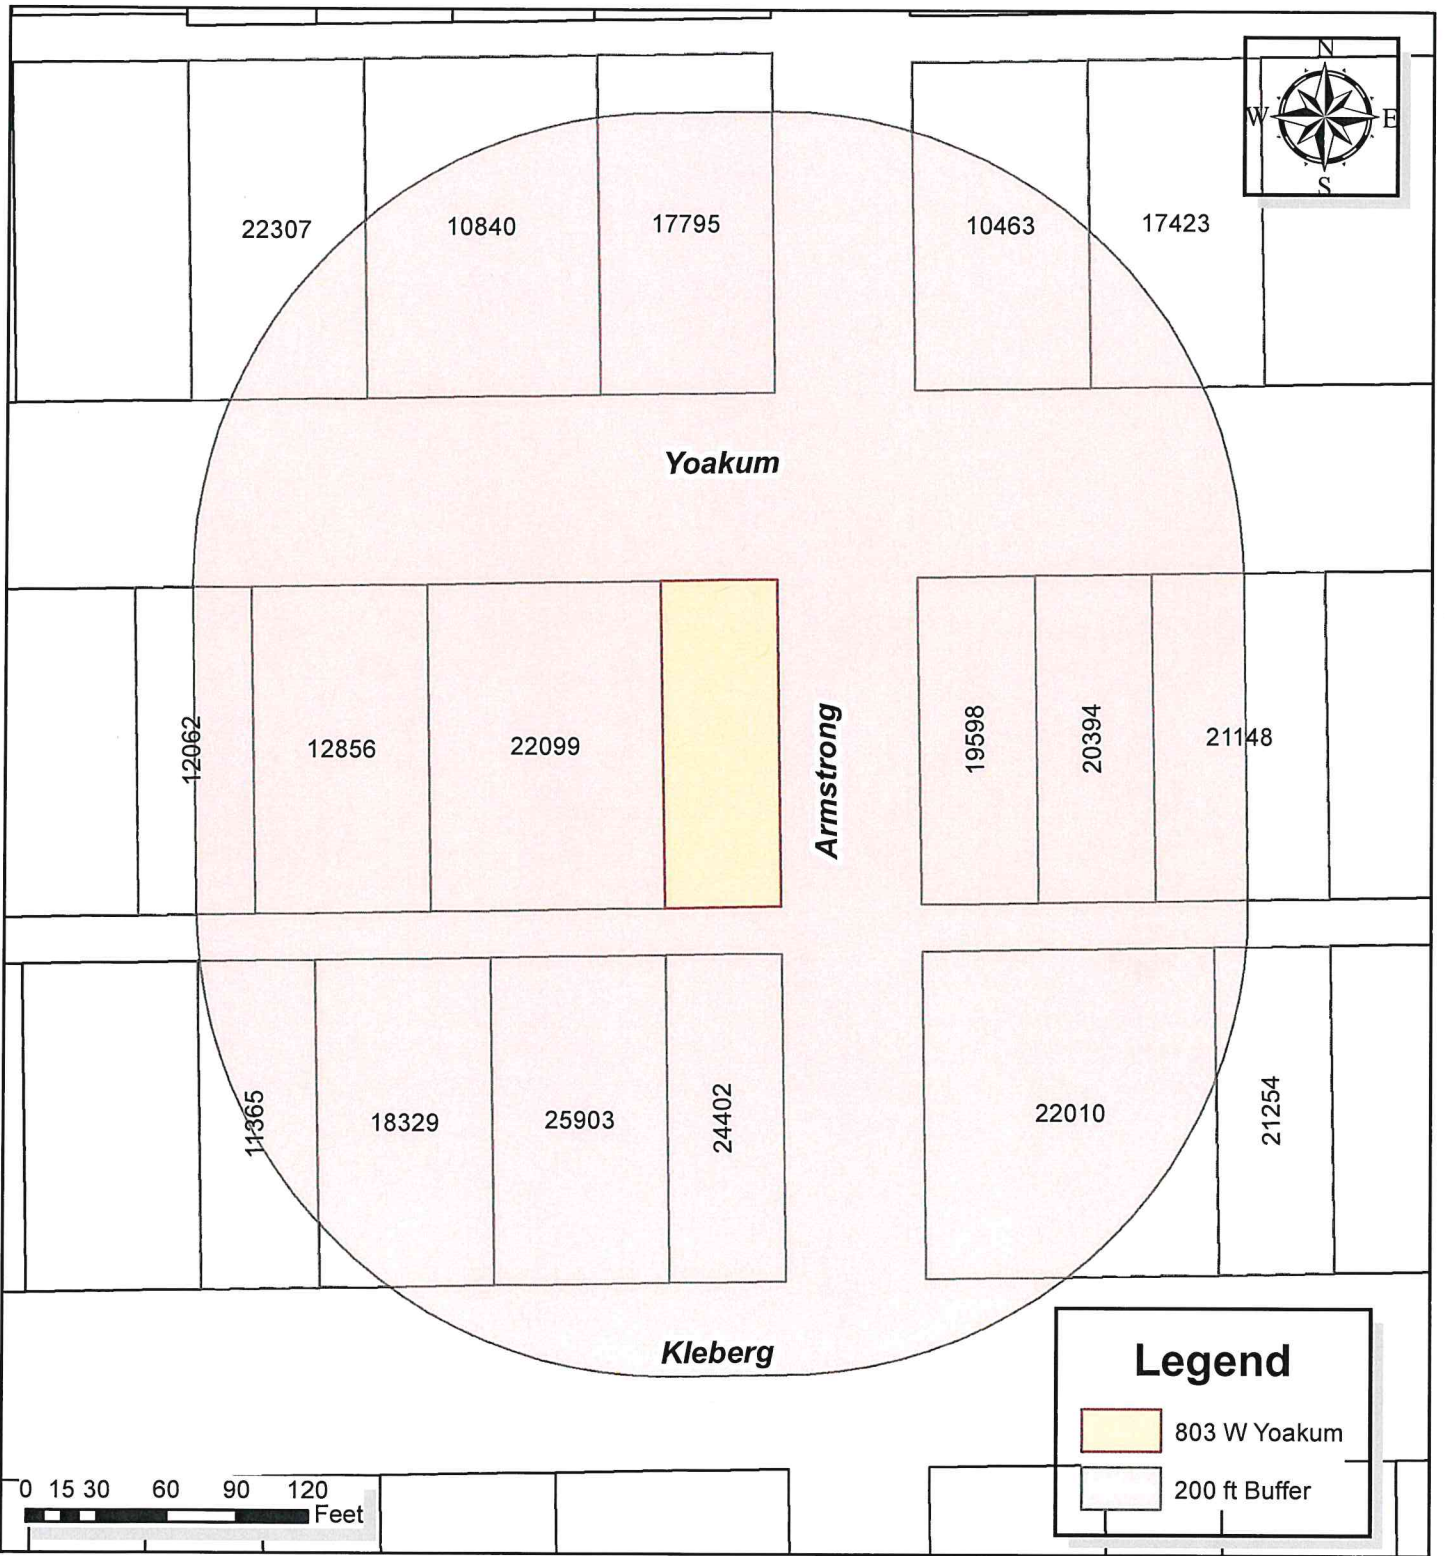 N
W E
S
22307 10840 17795 10463 17423
Yoakum
12062 12856 22099 Armstrong 19598 20394 21148
11365 18329 25903 24402 22010 21254
Kleberg
Legend
803 W Yoakum
200 ft Buffer
0 15 30 60 90 120
Feet